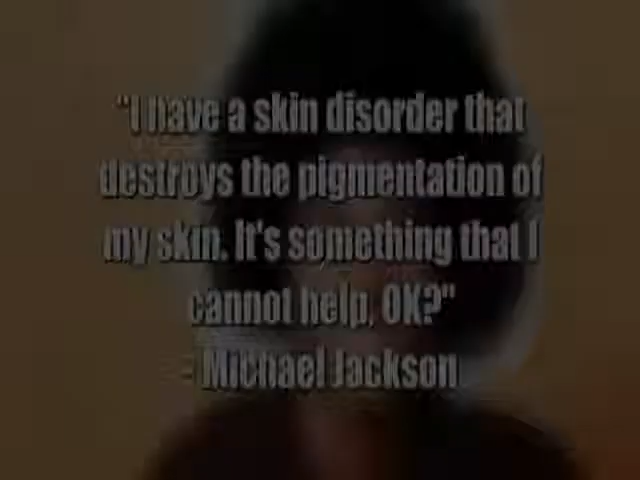 "I have a skin disorder that
destroys the pigmentation of
my skin. It's something that I
cannot help, OK?"
- Michael Jackson